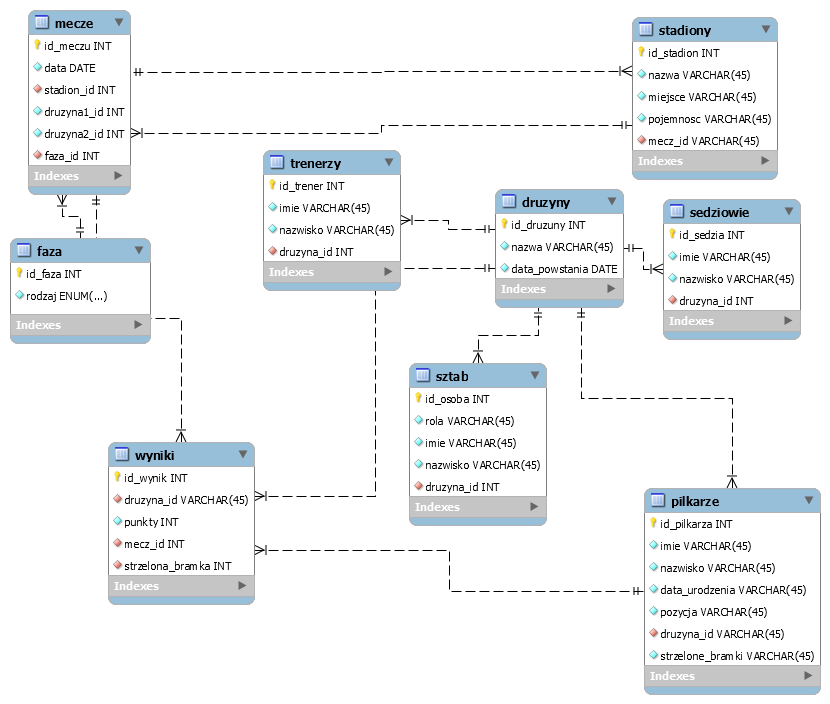 mecze
id_meczu INT
data DATE
stadion_id INT
druzyna1_id INT
druzyna2_id INT
faza_id INT
Indexes
stadiony
id_stadion INT
nazwa VARCHAR(45)
miejsce VARCHAR(45)
pojemnosc VARCHAR(45)
mecz_id VARCHAR(45)
Indexes
trenerzy
id_trener INT
imie VARCHAR(45)
nazwisko VARCHAR(45)
druzyna_id INT
Indexes
druzyny
id_druzuny INT
nazwa VARCHAR(45)
data_powstania DATE
Indexes
sedziowie
id_sedzia INT
imie VARCHAR(45)
nazwisko VARCHAR(45)
druzyna_id INT
Indexes
faza
id_faza INT
rodzaj ENUM(...)
Indexes
sztab
id_osoba INT
rola VARCHAR(45)
imie VARCHAR(45)
nazwisko VARCHAR(45)
druzyna_id INT
Indexes
wyniki
id_wynik INT
druzyna_id VARCHAR(45)
punkty INT
mecz_id INT
strzelona_bramka INT
Indexes
pilkarze
id_pilkarza INT
imie VARCHAR(45)
nazwisko VARCHAR(45)
data_urodzenia VARCHAR(45)
pozycja VARCHAR(45)
druzyna_id VARCHAR(45)
strzelone_bramki VARCHAR(45)
Indexes